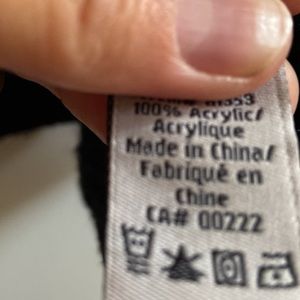 100% Acrylic/
Acrylique
Made in China/
Fabriqué en
Chine
CA# 00222